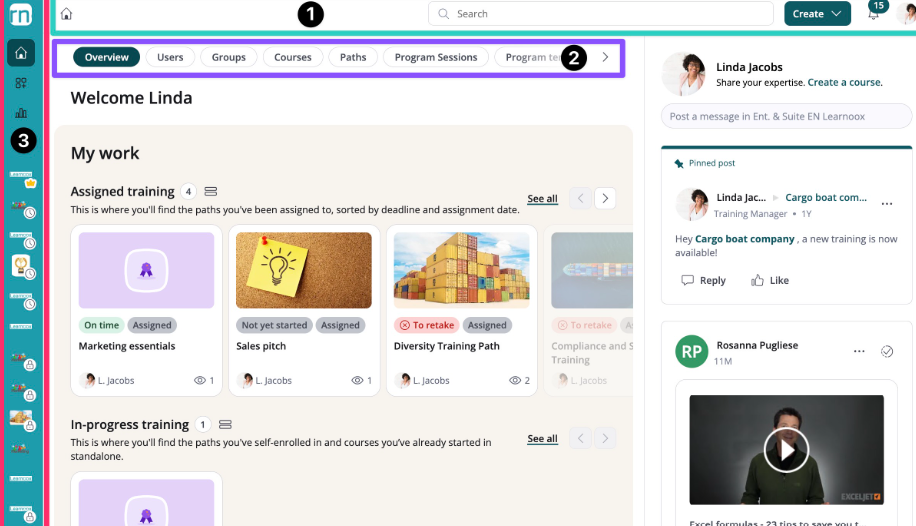 1
Search
Create
15
Overview
Users
Groups
Courses
Paths
Program Sessions
Program te
2
3
Welcome Linda
My work
Assigned training 4
See all
This is where you'll find the paths you've been assigned to, sorted by deadline and assignment date.
On time Assigned
Marketing essentials
L. Jacobs 1
Not yet started Assigned
Sales pitch
L. Jacobs 1
To retake Assigned
Diversity Training Path
L. Jacobs 2
To retake
Compliance and S
Training
L. Jacobs
In-progress training 1
See all
This is where you'll find the paths you've self-enrolled in and courses you've already started in
standalone.
Linda Jacobs
Share your expertise. Create a course.
Post a message in Ent. & Suite EN Learnoox
Pinned post
Linda Jac... Cargo boat com... ...
Training Manager • 1Y
Hey Cargo boat company , a new training is now
available!
Reply Like
RP
Rosanna Pugliese ...
11M
EXCELJET
Excel formulas - 23 tips to save you t